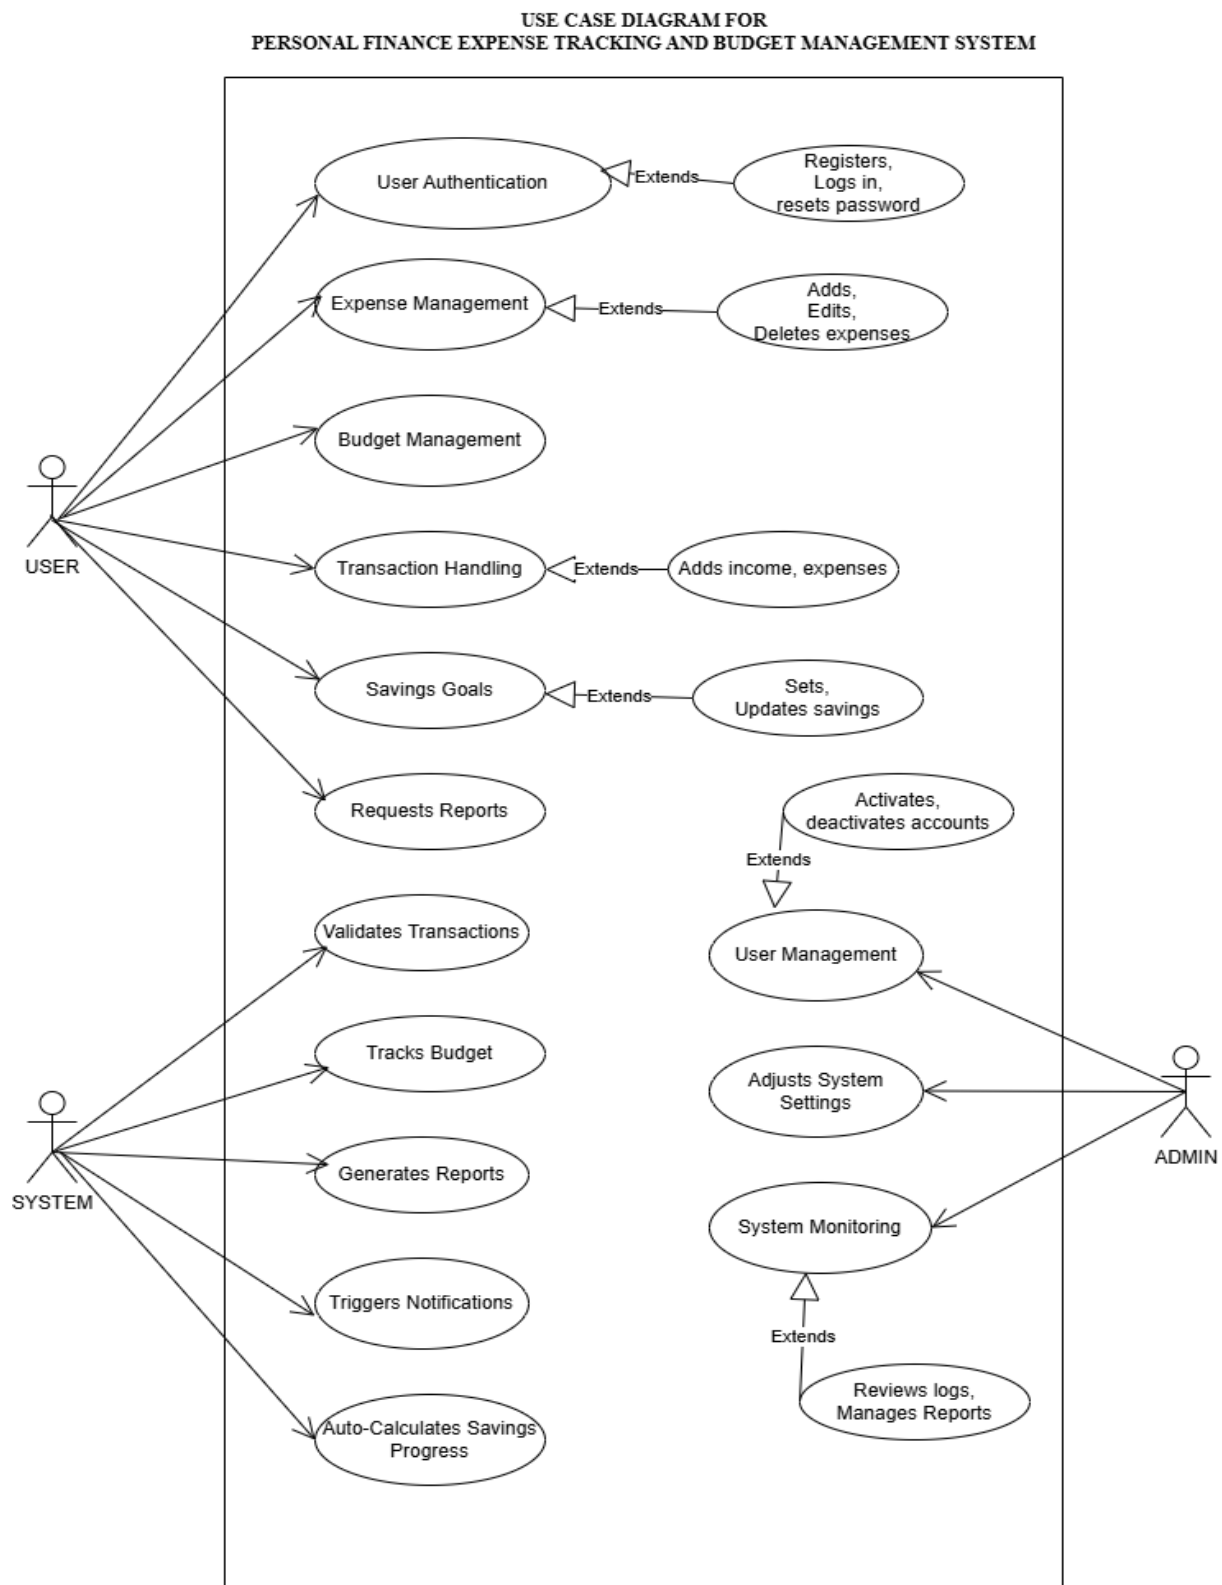 USE CASE DIAGRAM FOR
PERSONAL FINANCE EXPENSE TRACKING AND BUDGET MANAGEMENT SYSTEM
User Authentication
Extends
Registers,
Logs in,
resets password
Expense Management
Extends
Adds,
Edits,
Deletes expenses
Budget Management
USER
Transaction Handling
Extends
Adds income, expenses
Savings Goals
Extends
Sets,
Updates savings
Requests Reports
Activates,
deactivates accounts
Extends
Validates Transactions
User Management
Tracks Budget
Adjusts System
Settings
ADMIN
Generates Reports
SYSTEM
System Monitoring
Triggers Notifications
Extends
Reviews logs,
Manages Reports
Auto-Calculates Savings
Progress